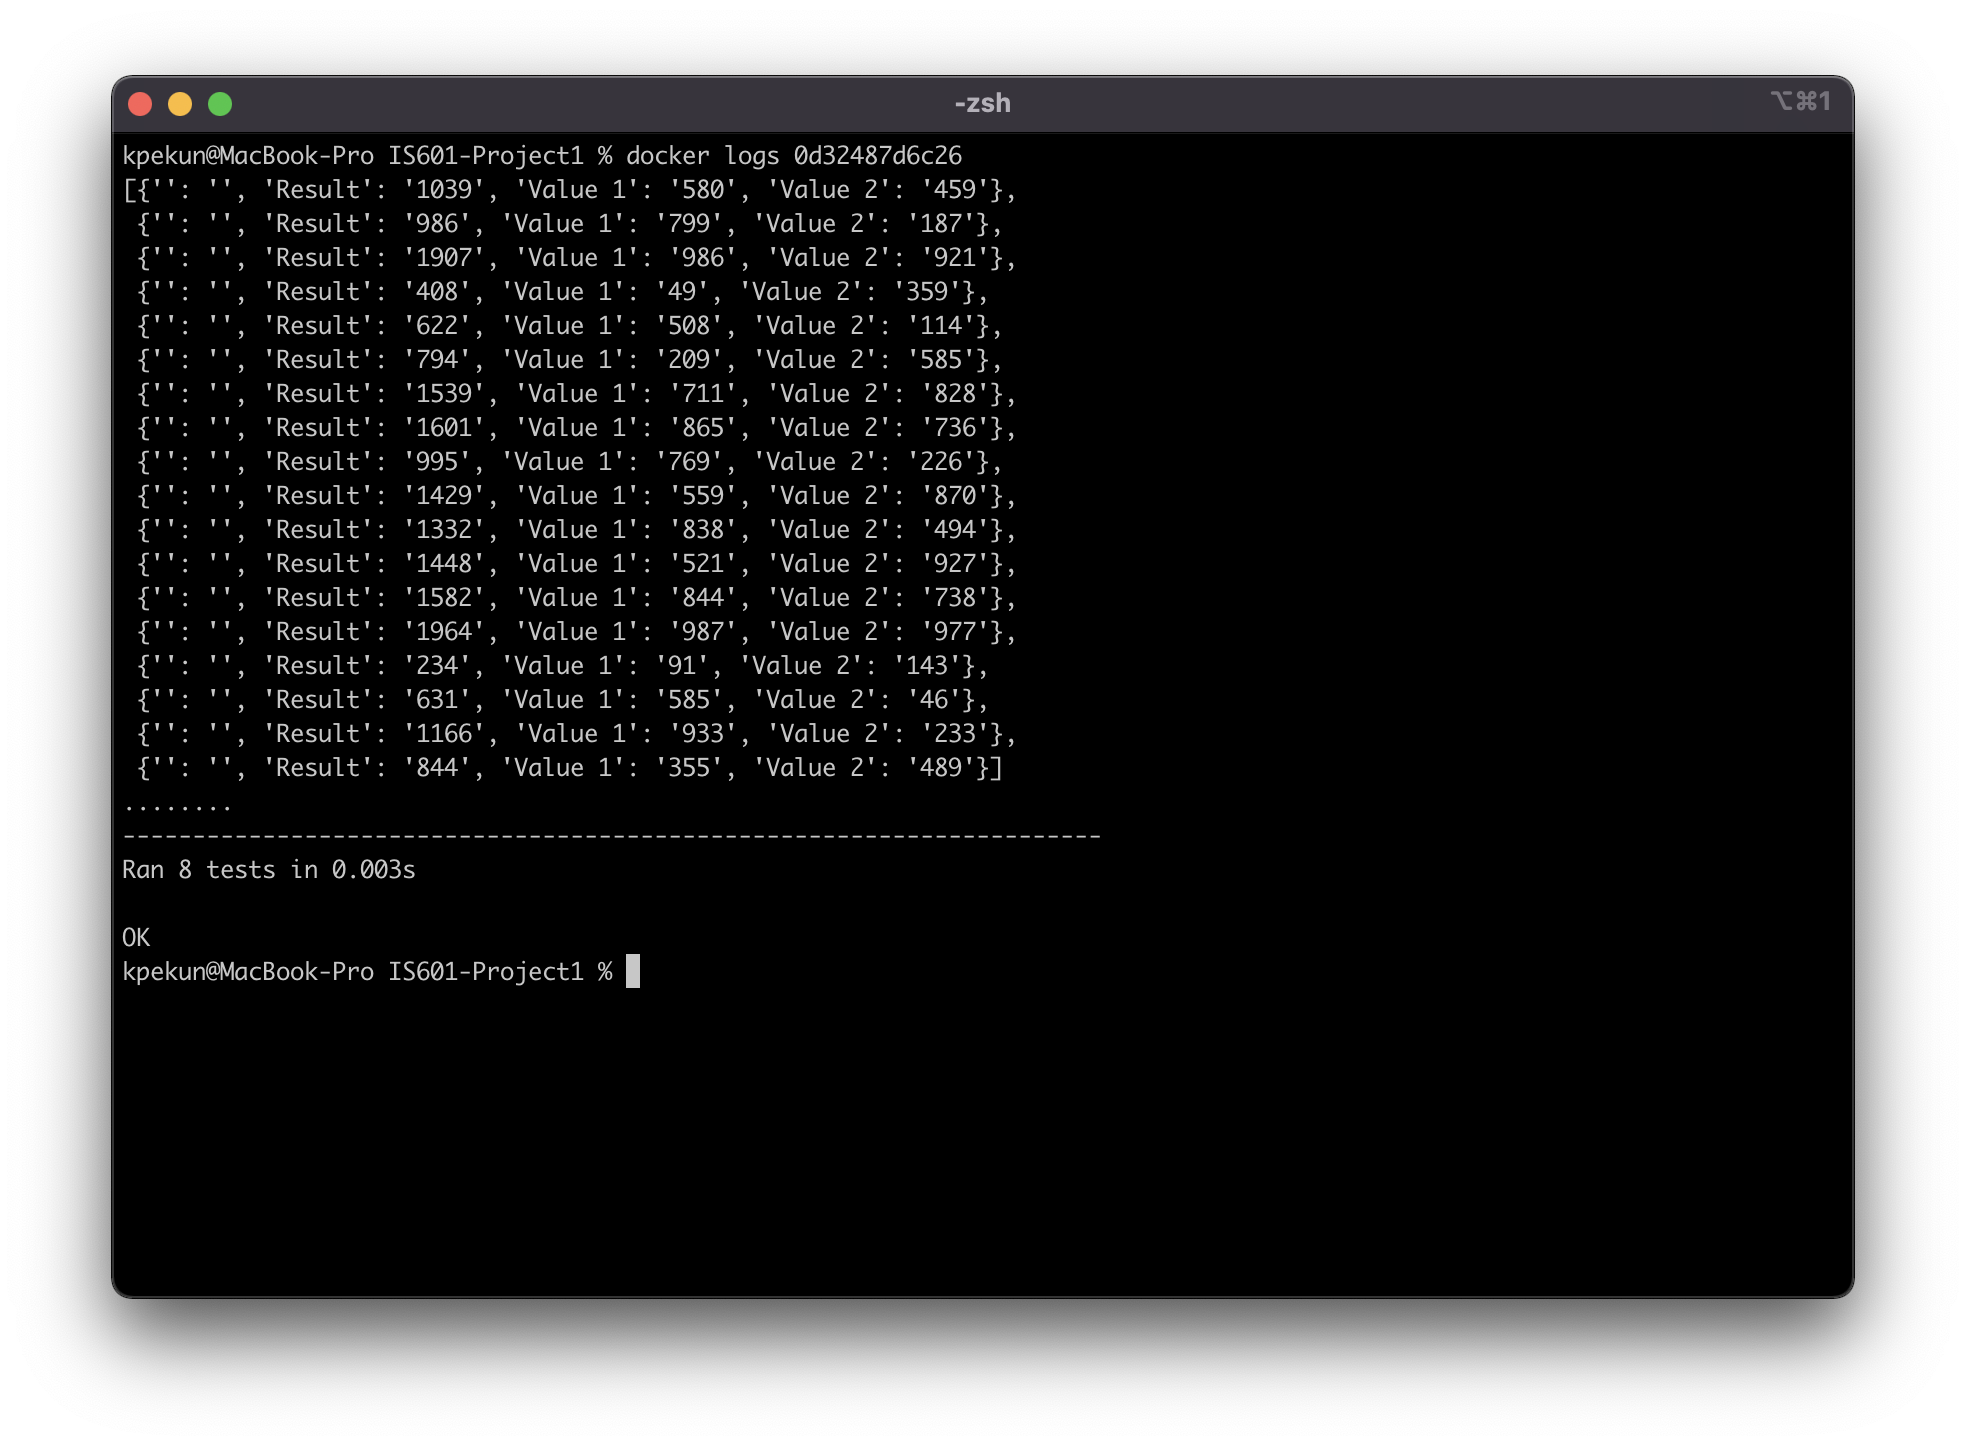 -zsh
⌥⌘1
kpekun@MacBook-Pro IS601-Project1 % docker logs 0d32487d6c26
[{'': '', 'Result': '1039', 'Value 1': '580', 'Value 2': '459'},
 {'': '', 'Result': '986', 'Value 1': '799', 'Value 2': '187'},
 {'': '', 'Result': '1907', 'Value 1': '986', 'Value 2': '921'},
 {'': '', 'Result': '408', 'Value 1': '49', 'Value 2': '359'},
 {'': '', 'Result': '622', 'Value 1': '508', 'Value 2': '114'},
 {'': '', 'Result': '794', 'Value 1': '209', 'Value 2': '585'},
 {'': '', 'Result': '1539', 'Value 1': '711', 'Value 2': '828'},
 {'': '', 'Result': '1601', 'Value 1': '865', 'Value 2': '736'},
 {'': '', 'Result': '995', 'Value 1': '769', 'Value 2': '226'},
 {'': '', 'Result': '1429', 'Value 1': '559', 'Value 2': '870'},
 {'': '', 'Result': '1332', 'Value 1': '838', 'Value 2': '494'},
 {'': '', 'Result': '1448', 'Value 1': '521', 'Value 2': '927'},
 {'': '', 'Result': '1582', 'Value 1': '844', 'Value 2': '738'},
 {'': '', 'Result': '1964', 'Value 1': '987', 'Value 2': '977'},
 {'': '', 'Result': '234', 'Value 1': '91', 'Value 2': '143'},
 {'': '', 'Result': '631', 'Value 1': '585', 'Value 2': '46'},
 {'': '', 'Result': '1166', 'Value 1': '933', 'Value 2': '233'},
 {'': '', 'Result': '844', 'Value 1': '355', 'Value 2': '489'}]
........
----------------------------------------------------------------------
Ran 8 tests in 0.003s

OK
kpekun@MacBook-Pro IS601-Project1 %